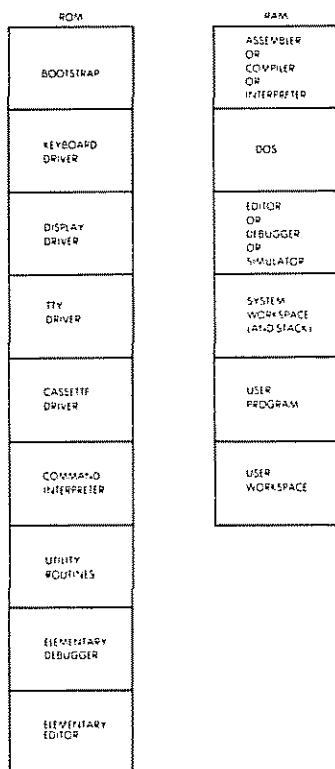 ROM
BOOTSTRAP
KEYBOARD
DRIVER
DISPLAY
DRIVER
TTY
DRIVER
CASSETTE
DRIVER
COMMAND
INTERPRETER
UTILITY
ROUTINES
ELEMENTARY
DEBUGGER
ELEMENTARY
EDITOR
RAM
ASSEMBLER
OR
COMPILER
OR
INTERPRETER
DOS
EDITOR
OR
DEBUGGER
OR
SIMULATOR
SYSTEM
WORKSPACE
(AND STACK)
USER
PROGRAM
USER
WORKSPACE